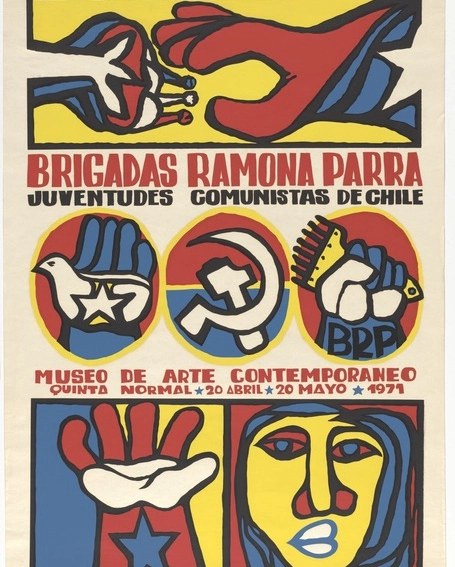 BRIGADAS RAMONA PARRA
JUVENTUDES COMUNISTAS DE CHILE
BRP
MUSEO DE ARTE CONTEMPORANEO
QUINTA NORMAL ★ 20 ABRIL ★ 20 MAYO ★ 1971